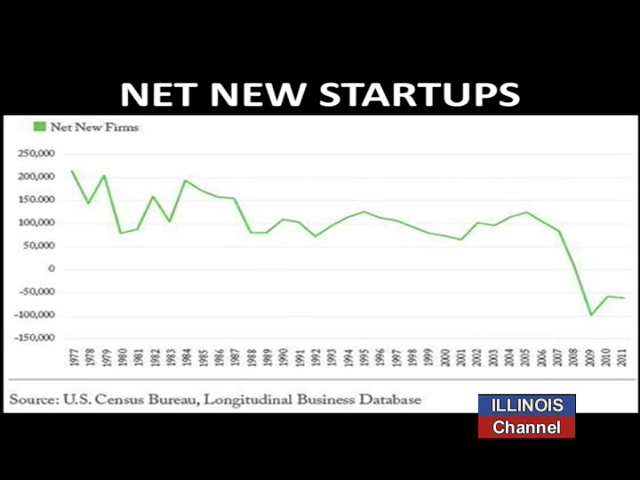 NET NEW STARTUPS
Net New Firms
250,000
200,000
150.000
100,000
50,000
0
-50,000
-100,000
-150,000
1977 1978 1979 1980 1981 1982 1983 1984 1985 1986 1987 1988 1989 1990 1991 1992 1993 1994 1995 1996 1997 1998 1999 2000 2001 2002 2003 2004 2005 2006 2007 2008 2009 2010 2011
Source: U.S. Census Bureau, Longitudinal Business Database
ILLINOIS
Channel